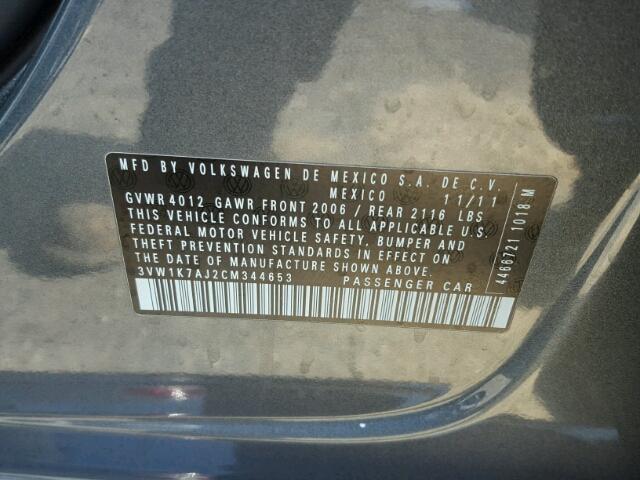 MFD BY VOLKSWAGEN DE MEXICO S.A. DE C.V.
MEXICO 11/11
GVWR 4012 GAWR FRONT 2006 / REAR 2116 LBS
THIS VEHICLE CONFORMS TO ALL APPLICABLE U.S.
FEDERAL MOTOR VEHICLE SAFETY, BUMPER AND
THEFT PREVENTION STANDARDS IN EFFECT ON
THE DATE OF MANUFACTURE SHOWN ABOVE
3VW1K7AJ2CM344653 PASSENGER CAR
4466721 1018 M